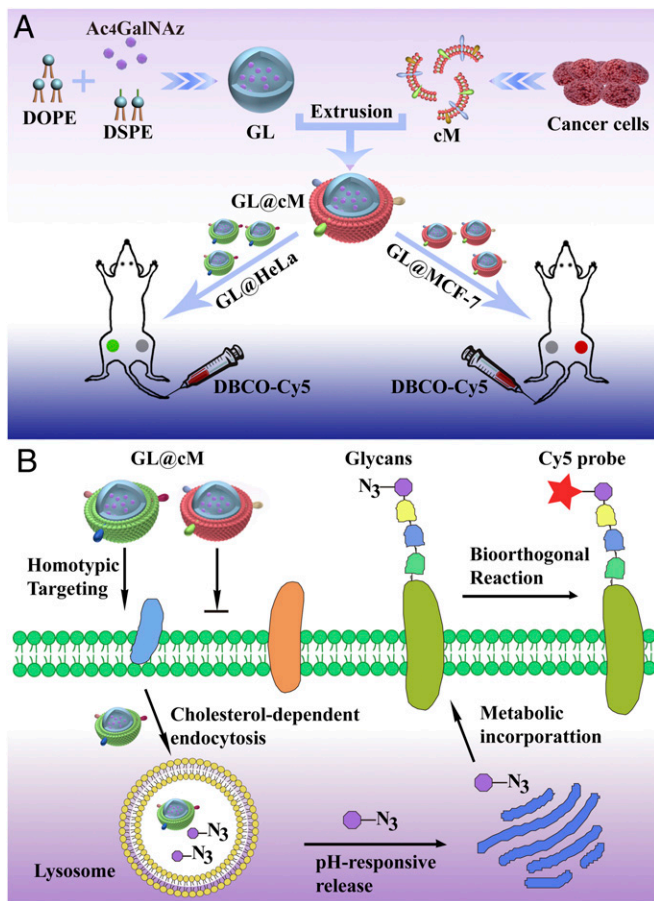 A
Ac4GalNAz
DOPE
DSPE
GL
Extrusion
cM
Cancer cells
GL@cM
GL@HeLa
GL@MCF-7
DBCO-Cy5
DBCO-Cy5
B
GL@cM
Glycans
Cy5 probe
N3
Homotypic
Targeting
Bioorthogonal
Reaction
Cholesterol-dependent
endocytosis
Metabolic
incorporattion
N3
N3
N3
N3
Lysosome
pH-responsive
release